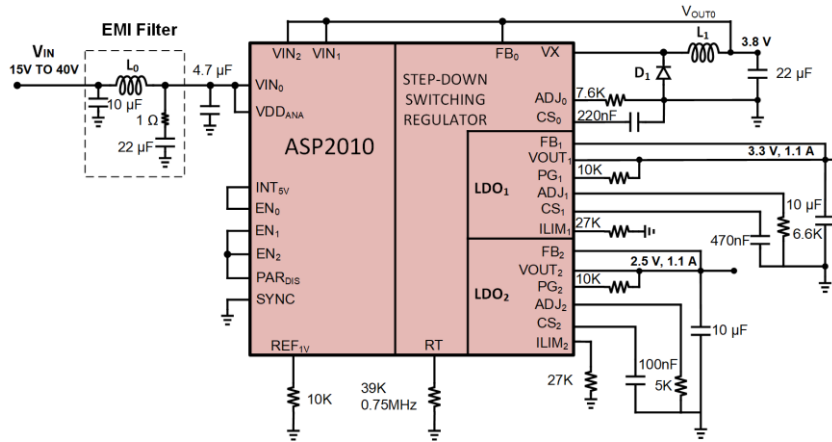 EMI Filter
V_IN
15V TO 40V
L₀
10 µF
1 Ω
22 µF
4.7 µF
V_OUT0
VIN₂
VIN₁
FB₀
VX
L₁
3.8 V
D₁
22 µF
VIN₀
VDD_ANA
STEP-DOWN
SWITCHING
REGULATOR
ADJ₀
7.6K
CS₀
220nF
ASP2010
INT₅V
EN₀
EN₁
EN₂
PAR_DIS
SYNC
LDO₁
FB₁
VOUT₁
3.3 V, 1.1 A
PG₁
10K
ADJ₁
CS₁
ILIM₁
27K
470nF
10 µF
6.6K
LDO₂
FB₂
VOUT₂
2.5 V, 1.1 A
PG₂
10K
ADJ₂
CS₂
ILIM₂
27K
100nF
5K
10 µF
REF₁V
RT
10K
39K
0.75MHz